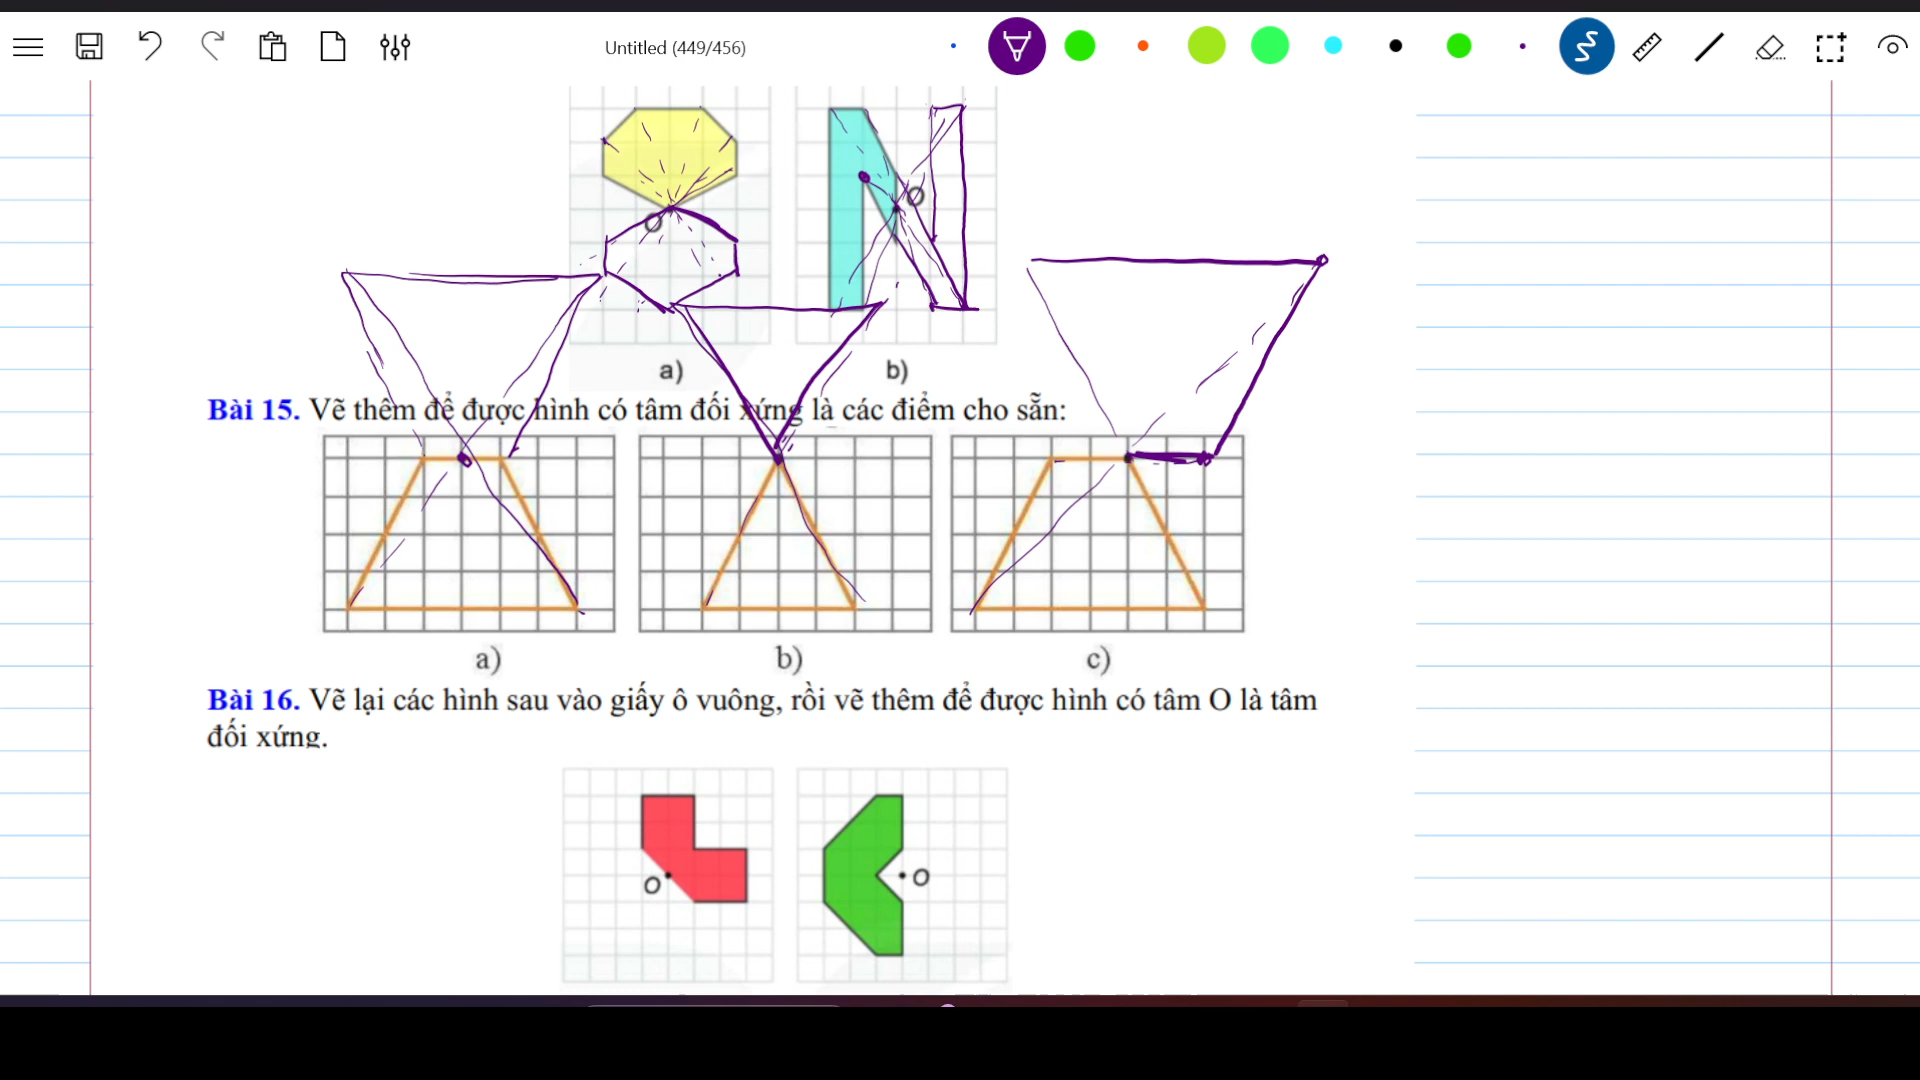 Untitled (449/456)
O
O
a)
b)
Bài 15. Vẽ thêm để được hình có tâm đối xứng là các điểm cho sẵn:
a)
b)
c)
Bài 16. Vẽ lại các hình sau vào giấy ô vuông, rồi vẽ thêm để được hình có tâm O là tâm
đối xứng.
O
O